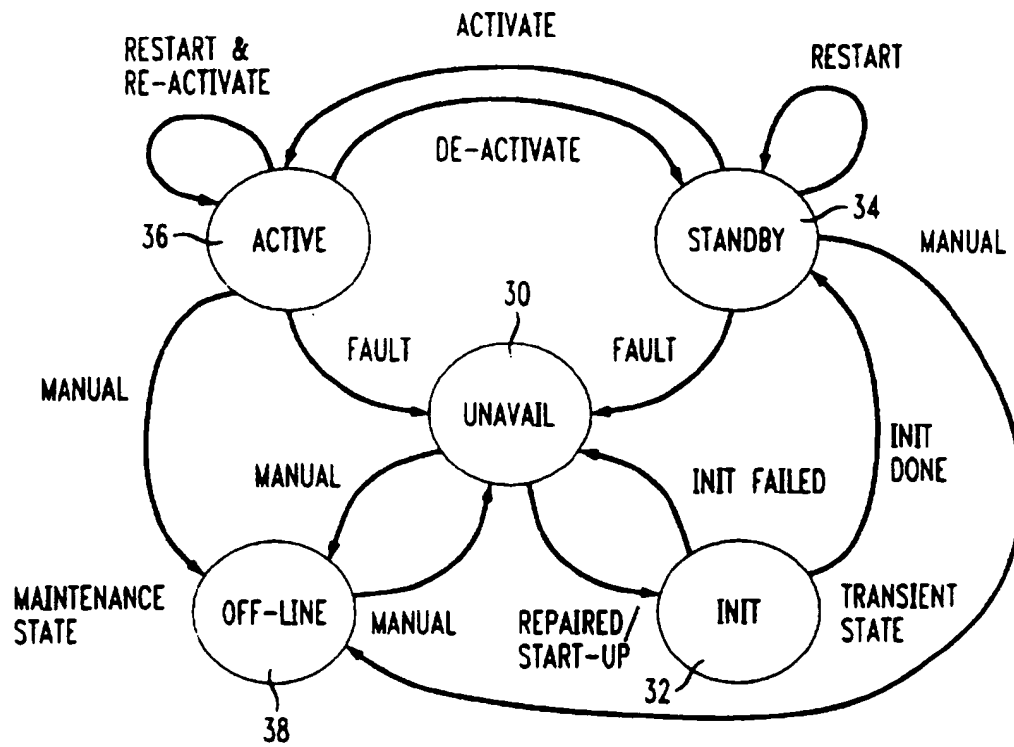 ACTIVATE
RESTART &
RE-ACTIVATE
RESTART
DE-ACTIVATE
36
ACTIVE
STANDBY
34
MANUAL
30
FAULT
FAULT
MANUAL
UNAVAIL
MANUAL
INIT FAILED
INIT
DONE
MAINTENANCE
STATE
OFF-LINE
MANUAL
REPAIRED/
START-UP
INIT
TRANSIENT
STATE
32
38